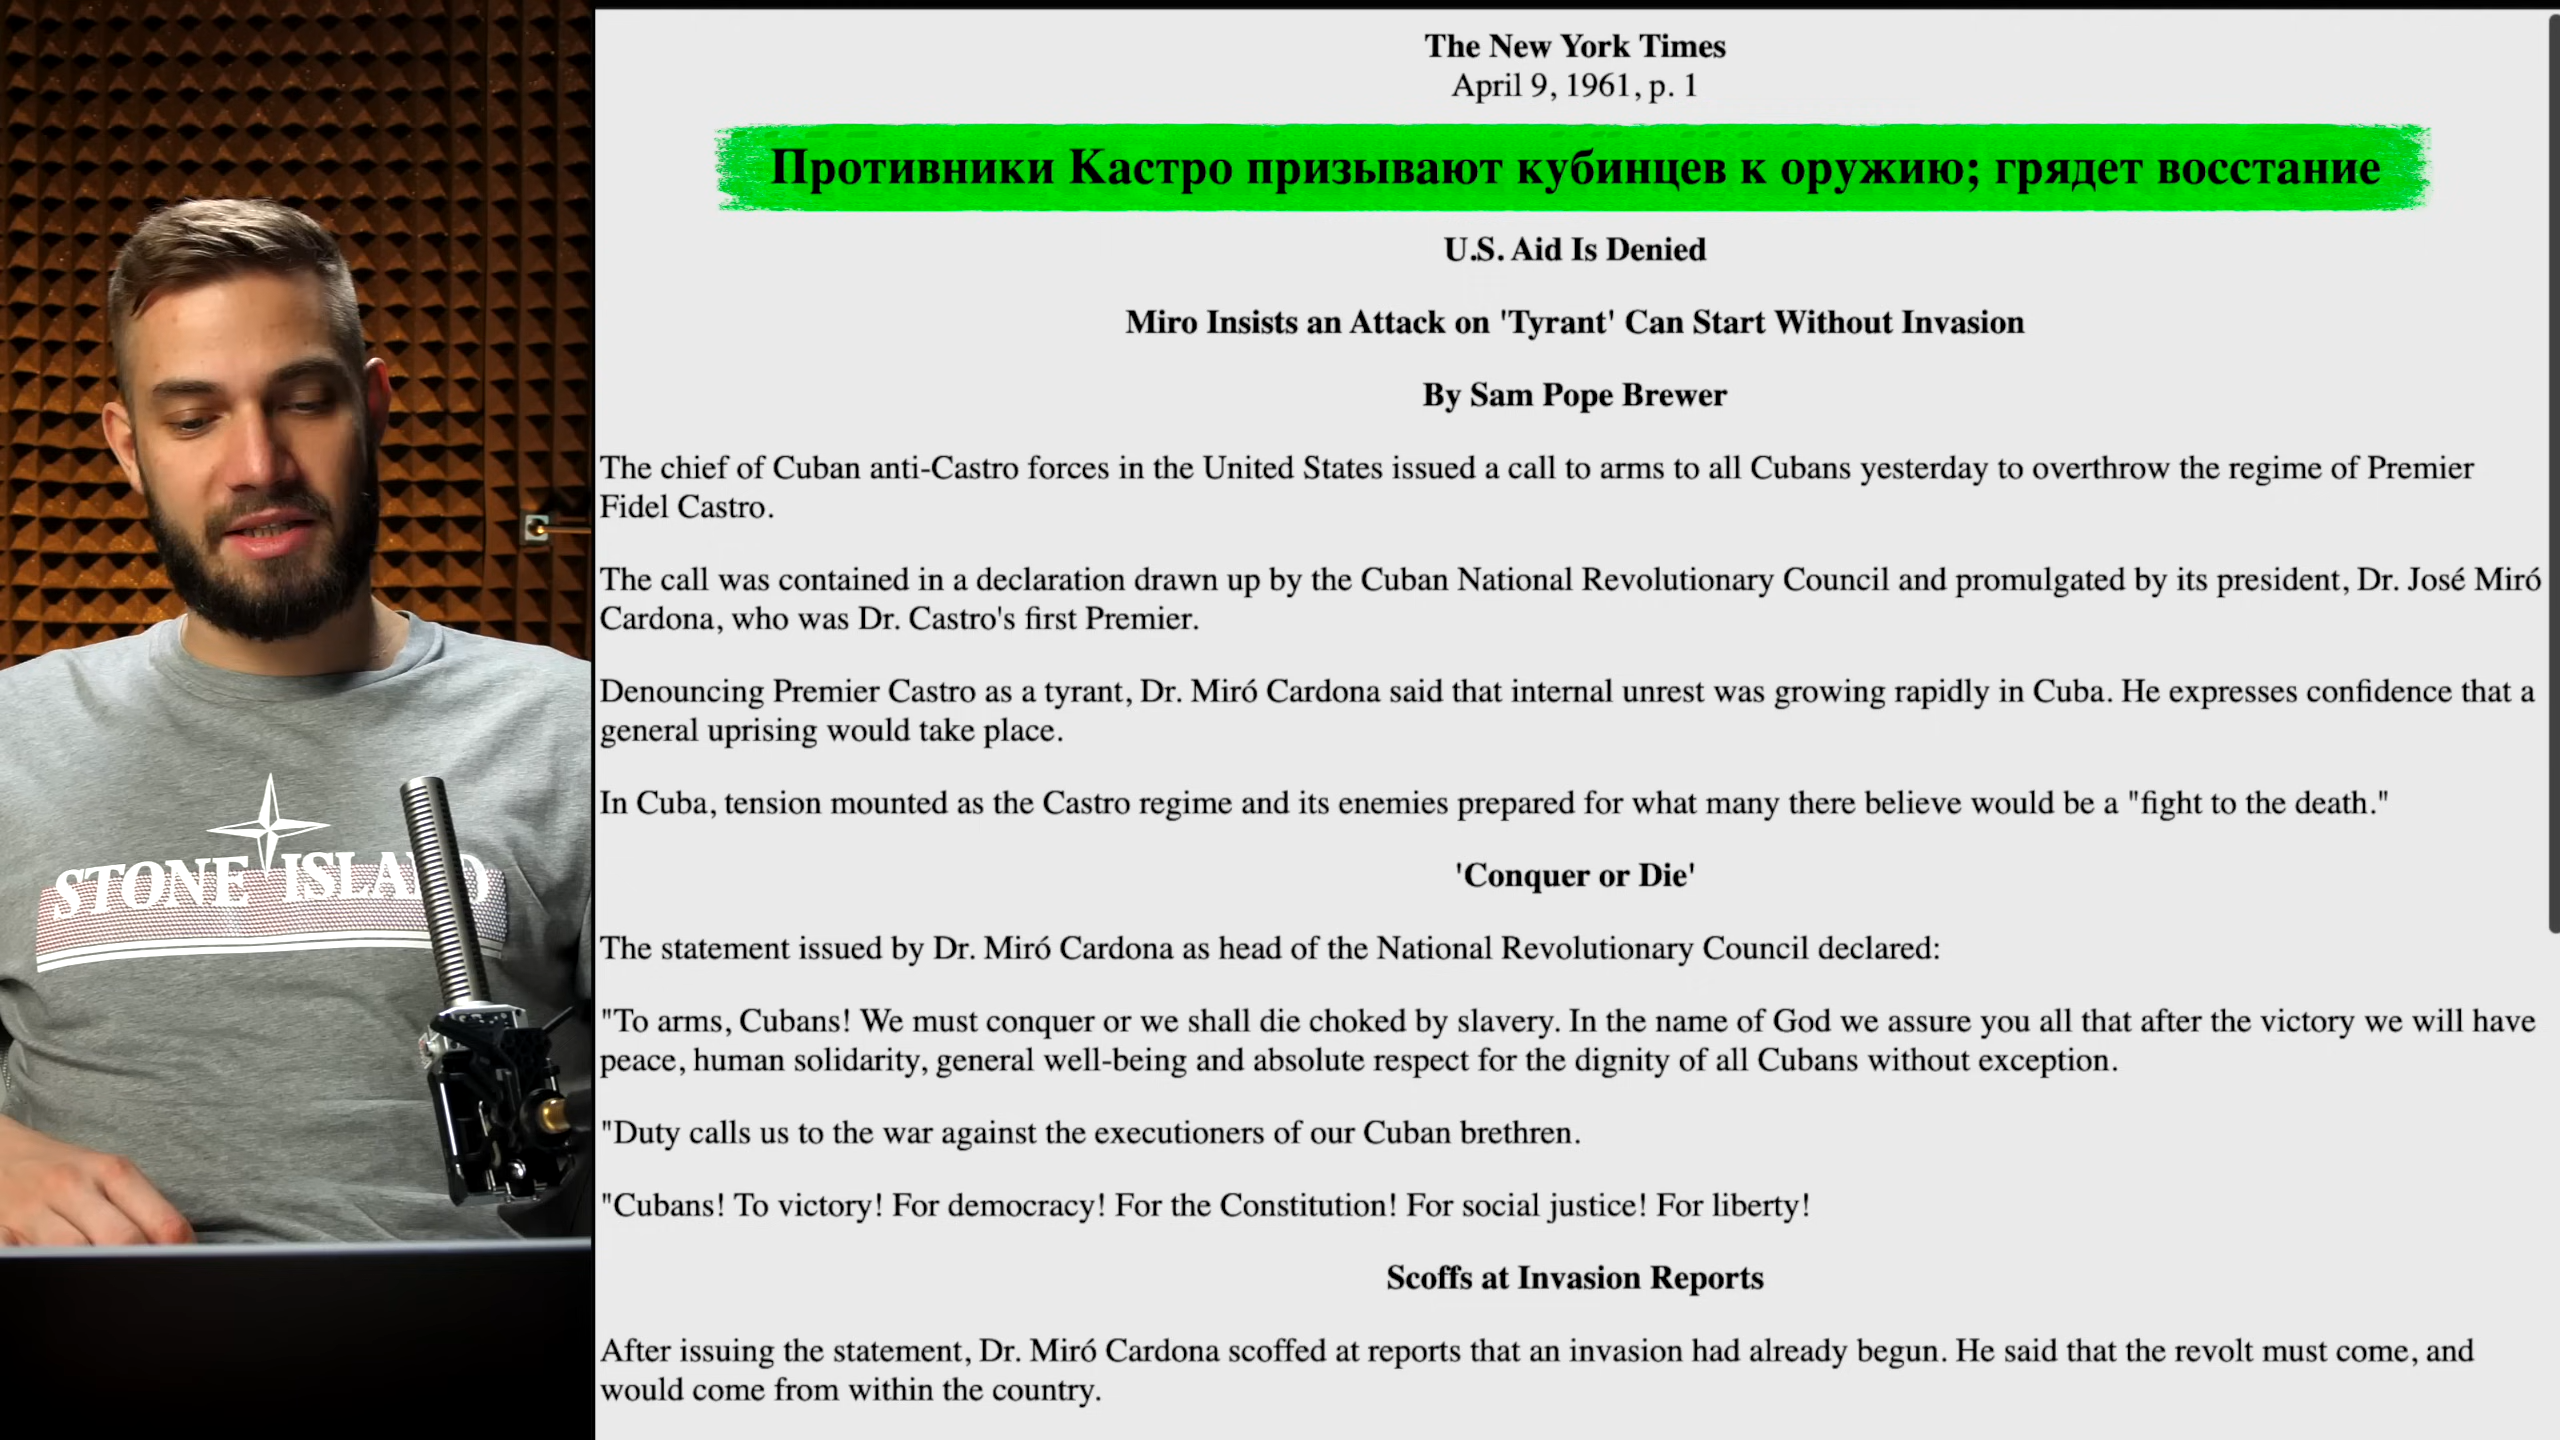 The New York Times
April 9, 1961, p. 1
Противники Кастро призывают кубинцев к оружию; грядет восстание
U.S. Aid Is Denied
Miro Insists an Attack on 'Tyrant' Can Start Without Invasion
By Sam Pope Brewer
The chief of Cuban anti-Castro forces in the United States issued a call to arms to all Cubans yesterday to overthrow the regime of Premier
Fidel Castro.
The call was contained in a declaration drawn up by the Cuban National Revolutionary Council and promulgated by its president, Dr. José Miró
Cardona, who was Dr. Castro's first Premier.
Denouncing Premier Castro as a tyrant, Dr. Miró Cardona said that internal unrest was growing rapidly in Cuba. He expresses confidence that a
general uprising would take place.
In Cuba, tension mounted as the Castro regime and its enemies prepared for what many there believe would be a "fight to the death."
'Conquer or Die'
The statement issued by Dr. Miró Cardona as head of the National Revolutionary Council declared:
"To arms, Cubans! We must conquer or we shall die choked by slavery. In the name of God we assure you all that after the victory we will have
peace, human solidarity, general well-being and absolute respect for the dignity of all Cubans without exception.
"Duty calls us to the war against the executioners of our Cuban brethren.
"Cubans! To victory! For democracy! For the Constitution! For social justice! For liberty!
Scoffs at Invasion Reports
After issuing the statement, Dr. Miró Cardona scoffed at reports that an invasion had already begun. He said that the revolt must come, and
would come from within the country.
STONE ISLAND